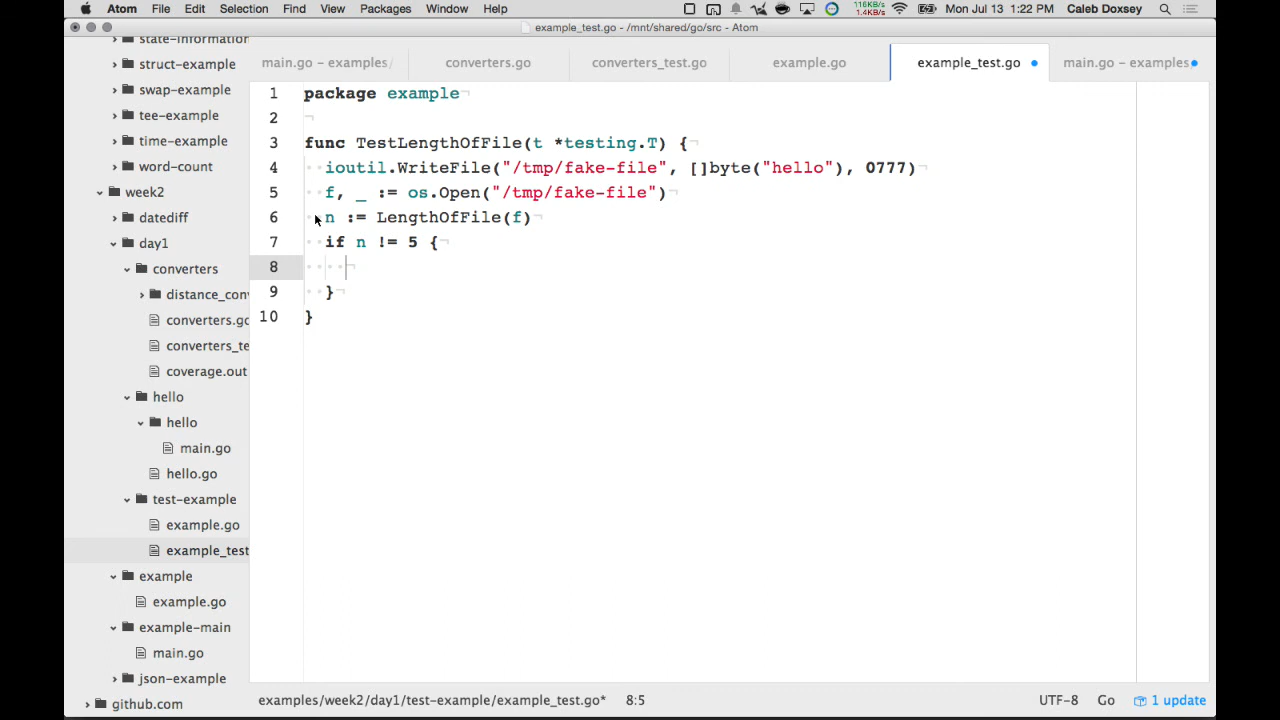 Atom File Edit Selection Find View Packages Window Help 116KB/s 1.4KB/s Mon Jul 13 1:22 PM Caleb Doxsey
example_test.go - /mnt/shared/go/src - Atom
main.go – examples/ converters.go converters_test.go example.go example_test.go main.go – examples
state-information
struct-example
swap-example
tee-example
time-example
word-count
week2
datediff
day1
converters
distance_con
converters.go
converters_te
coverage.out
hello
hello
main.go
hello.go
test-example
example.go
example_test
example
example.go
example-main
main.go
json-example
github.com
1 package example
2
3 func TestLengthOfFile(t *testing.T) {
4 ioutil.WriteFile("/tmp/fake-file", []byte("hello"), 0777)
5 f, _ := os.Open("/tmp/fake-file")
6 n := LengthOfFile(f)
7 if n != 5 {
8
9 }
10 }
examples/week2/day1/test-example/example_test.go* 8:5 UTF-8 Go 1 update